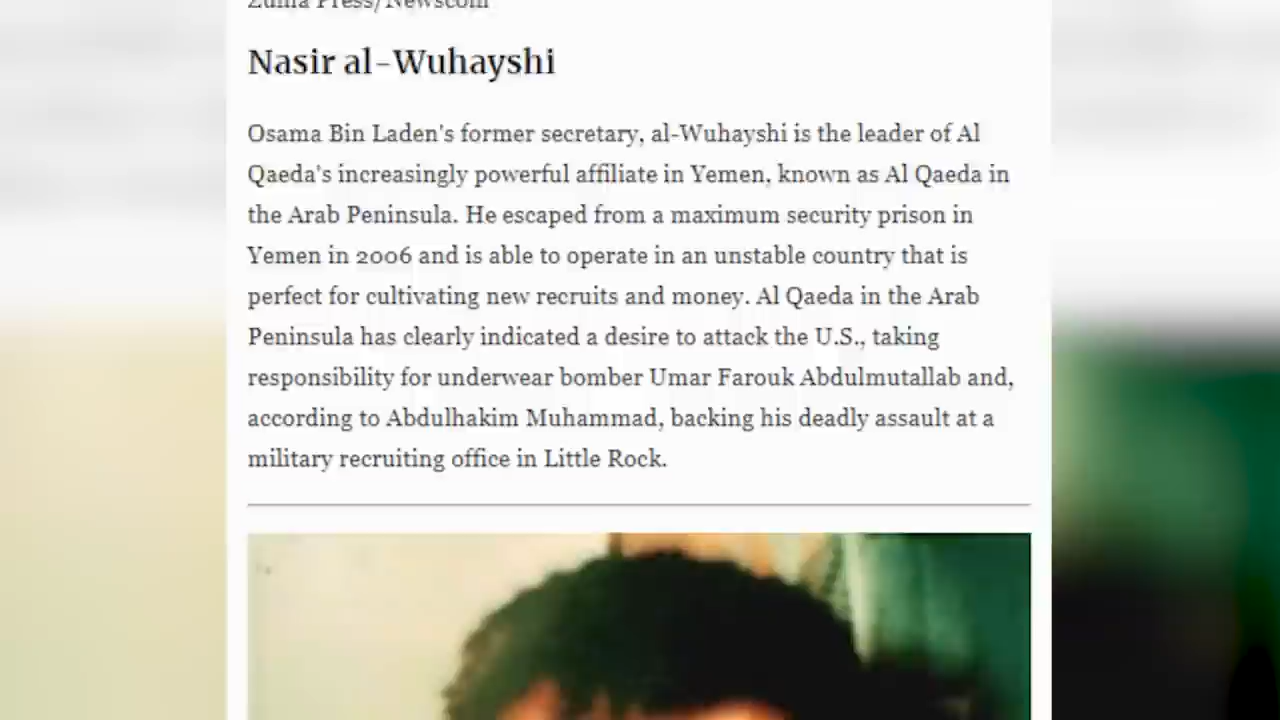 Zuma Press/Newscom
Nasir al-Wuhayshi
Osama Bin Laden's former secretary, al-Wuhayshi is the leader of Al
Qaeda's increasingly powerful affiliate in Yemen, known as Al Qaeda in
the Arab Peninsula. He escaped from a maximum security prison in
Yemen in 2006 and is able to operate in an unstable country that is
perfect for cultivating new recruits and money. Al Qaeda in the Arab
Peninsula has clearly indicated a desire to attack the U.S., taking
responsibility for underwear bomber Umar Farouk Abdulmutallab and,
according to Abdulhakim Muhammad, backing his deadly assault at a
military recruiting office in Little Rock.